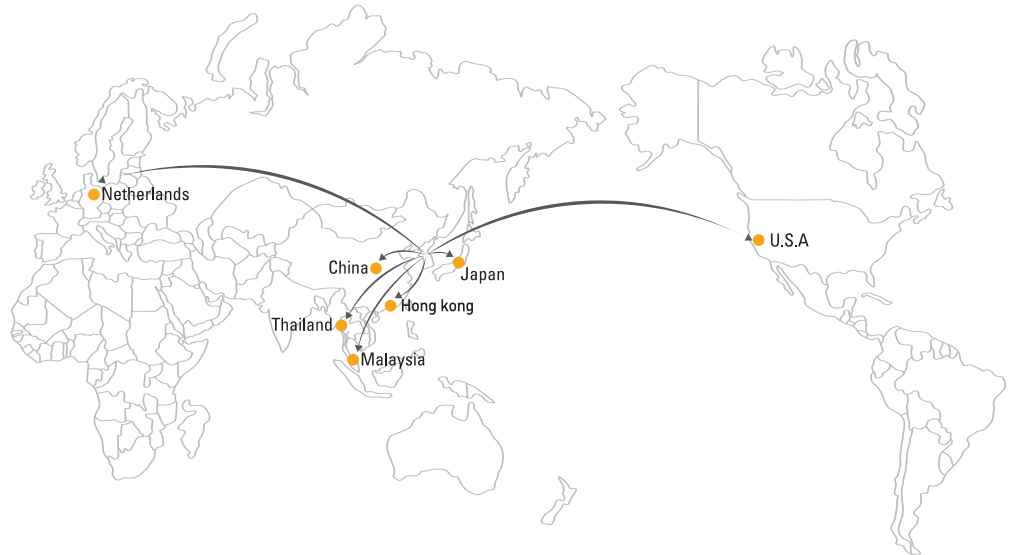 Netherlands
U.S.A
China
Japan
Hong kong
Thailand
Malaysia